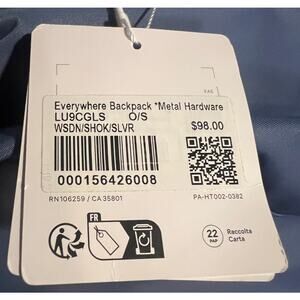 FAE
Everywhere Backpack *Metal Hardware
LU9CGLS O/S
WSDN/SHOK/SLVR $98.00
000156426008
RN106259 / CA35801 PA-HT002-0382
FR
22
PAP
Raccolta
Carta